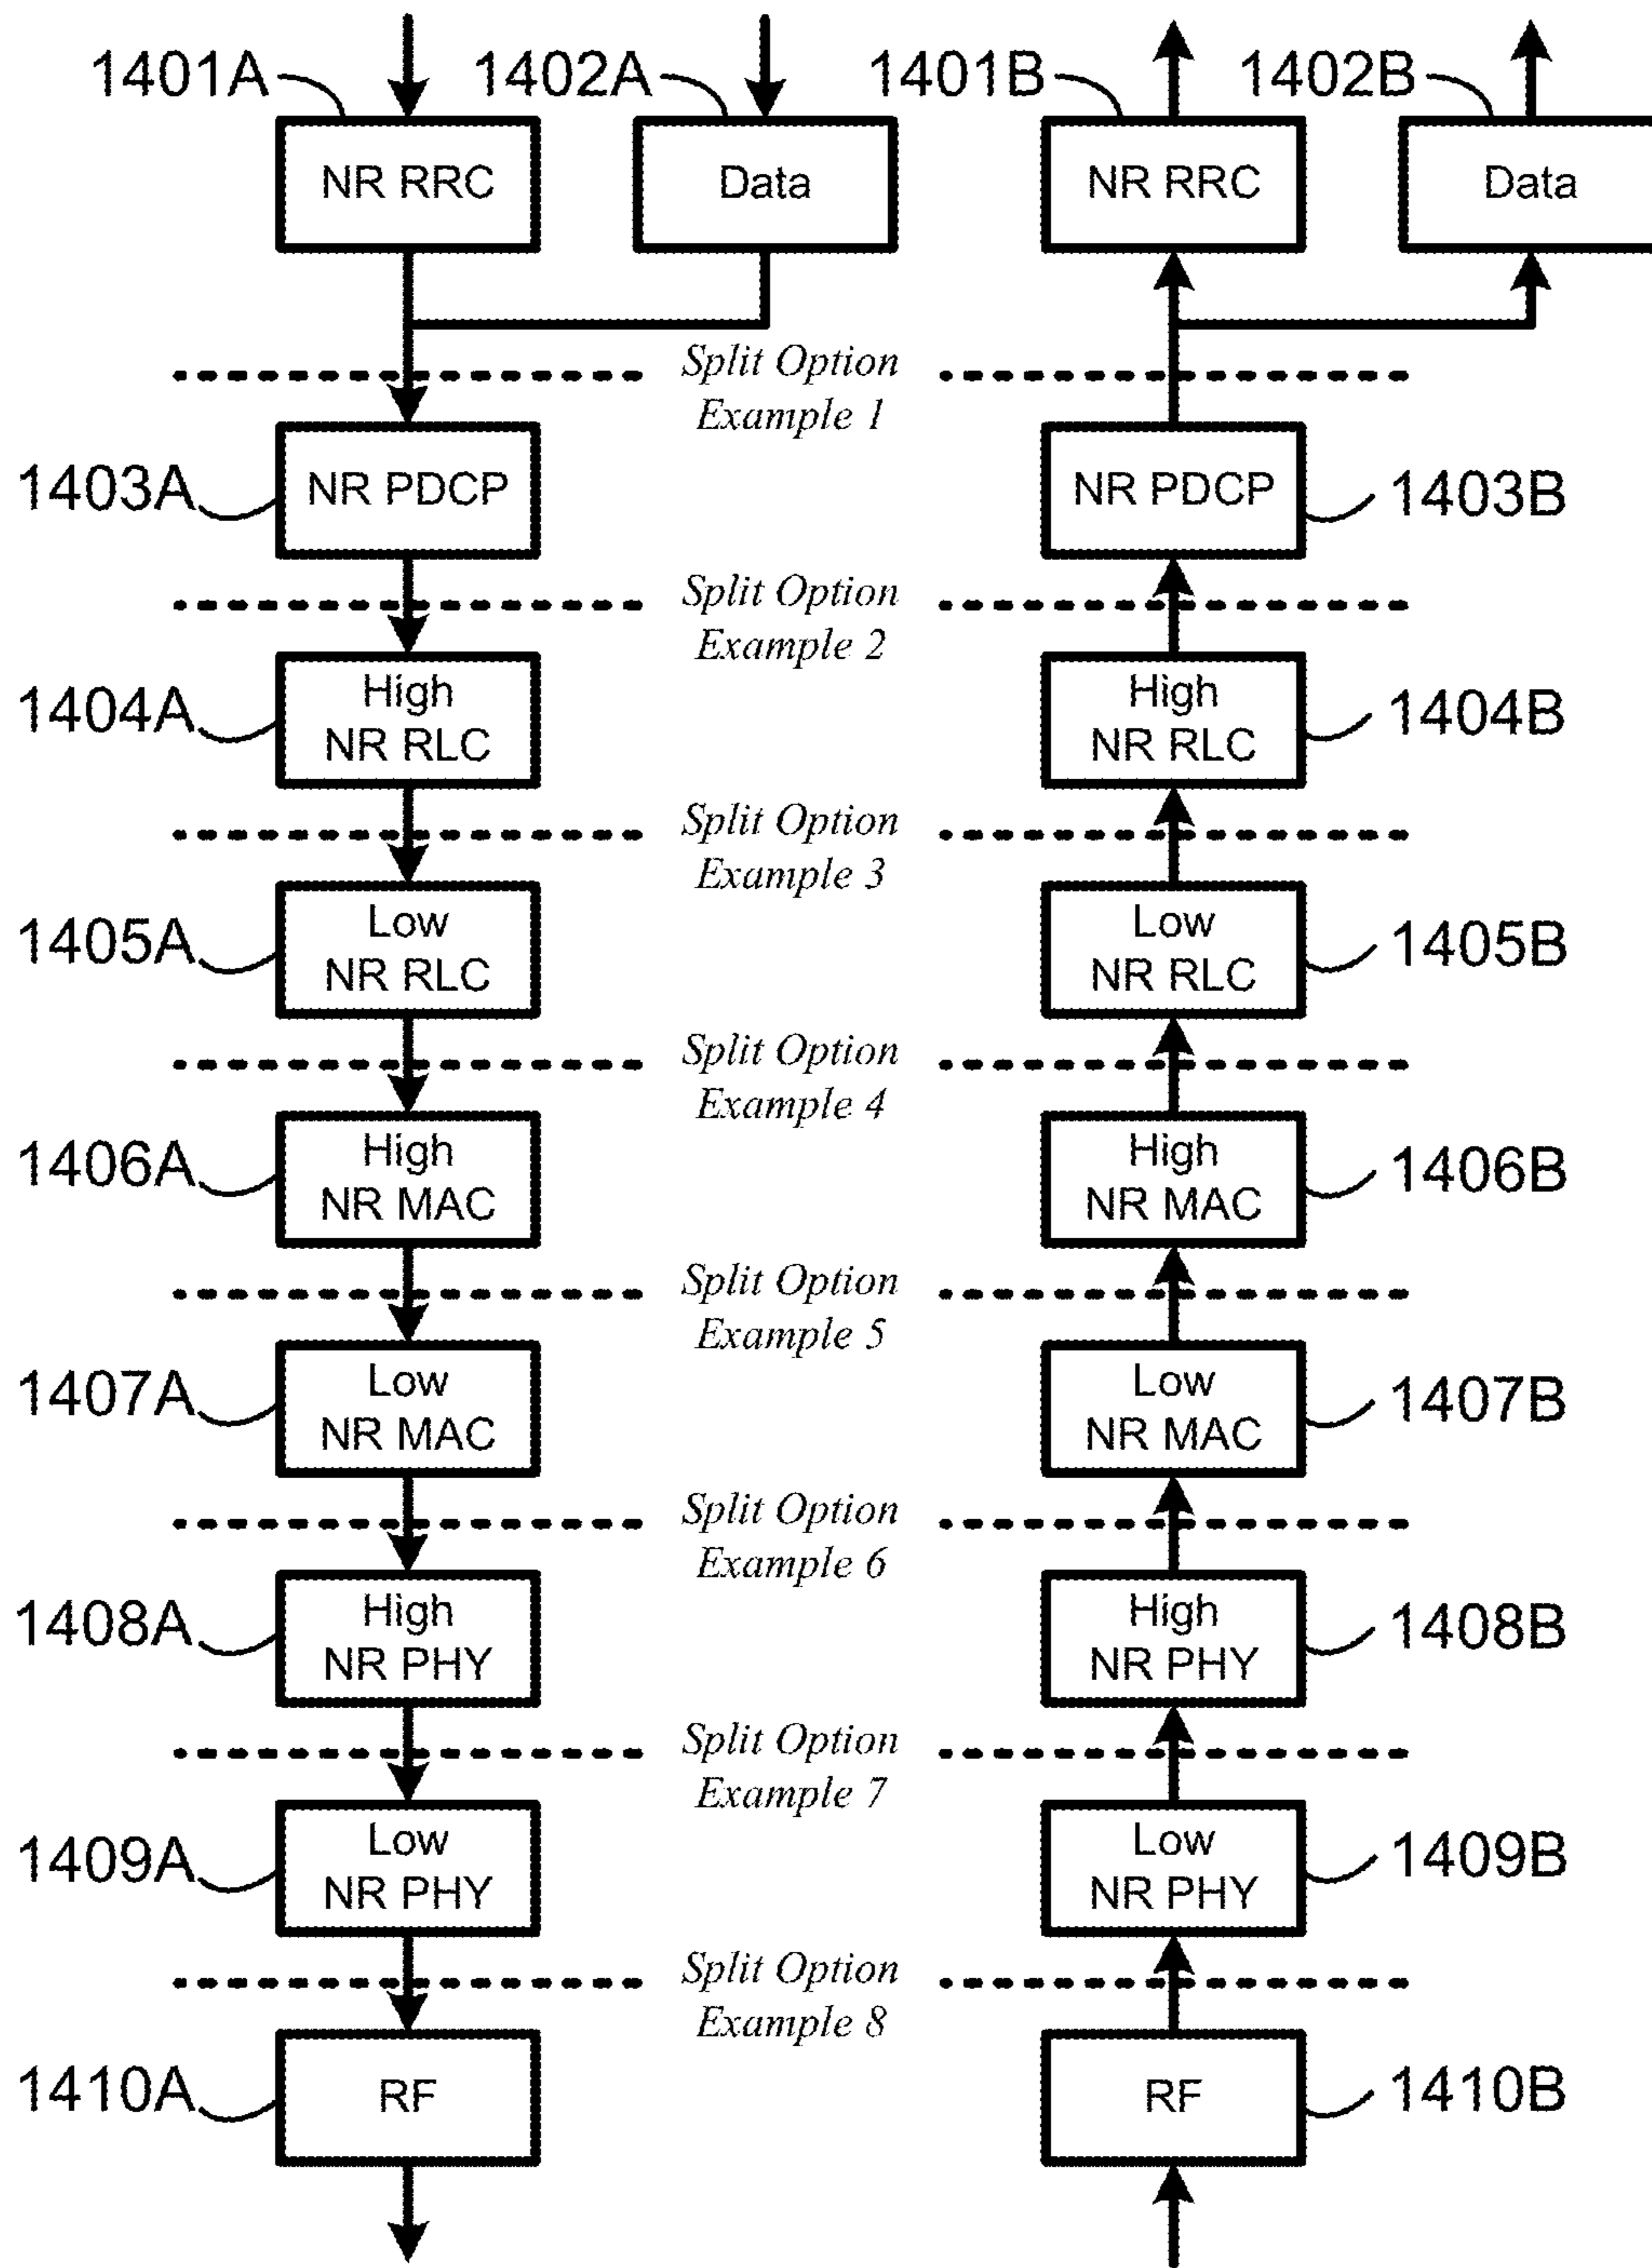 1401A
1402A
1401B
1402B
NR RRC
Data
NR RRC
Data
Split Option
Example 1
1403A
NR PDCP
NR PDCP
1403B
Split Option
Example 2
1404A
High
NR RLC
High
NR RLC
1404B
Split Option
Example 3
1405A
Low
NR RLC
Low
NR RLC
1405B
Split Option
Example 4
1406A
High
NR MAC
High
NR MAC
1406B
Split Option
Example 5
1407A
Low
NR MAC
Low
NR MAC
1407B
Split Option
Example 6
1408A
High
NR PHY
High
NR PHY
1408B
Split Option
Example 7
1409A
Low
NR PHY
Low
NR PHY
1409B
Split Option
Example 8
1410A
RF
RF
1410B